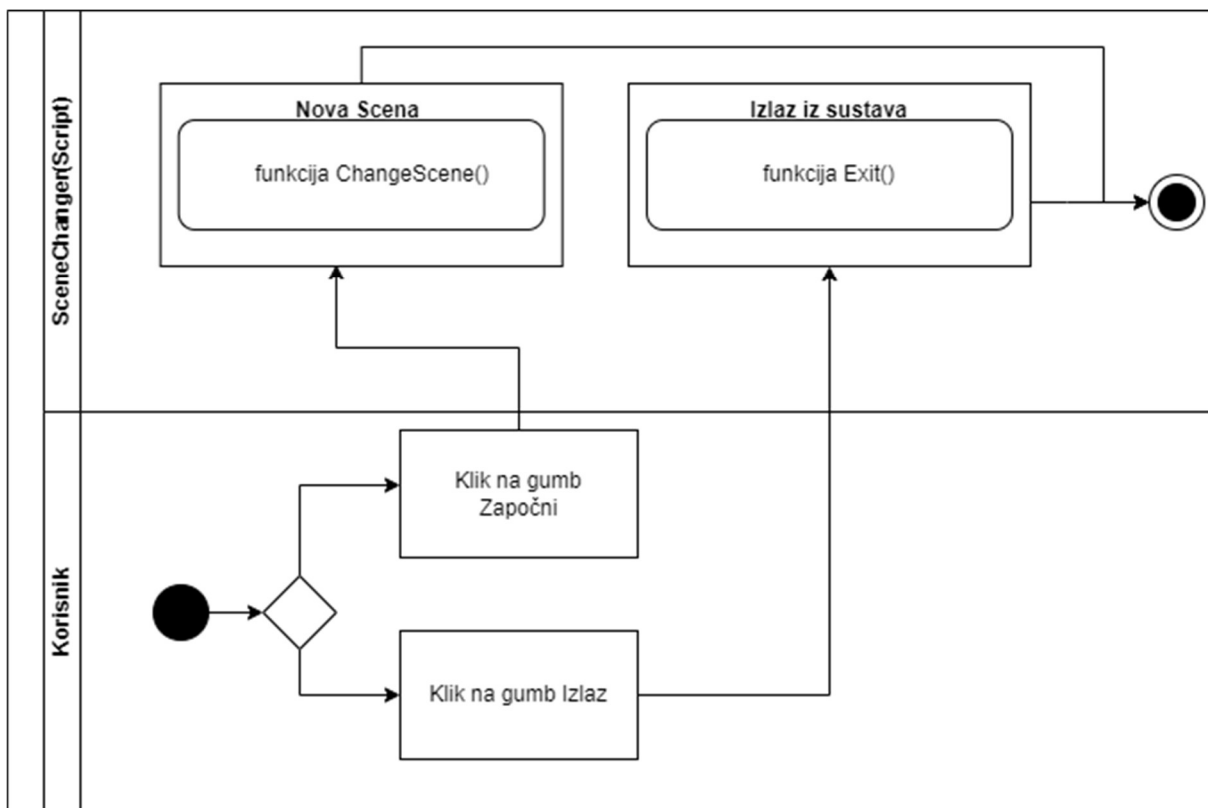 SceneChanger(Script)
Nova Scena
funkcija ChangeScene()
Izlaz iz sustava
funkcija Exit()
Korisnik
Klik na gumb
Započni
Klik na gumb Izlaz